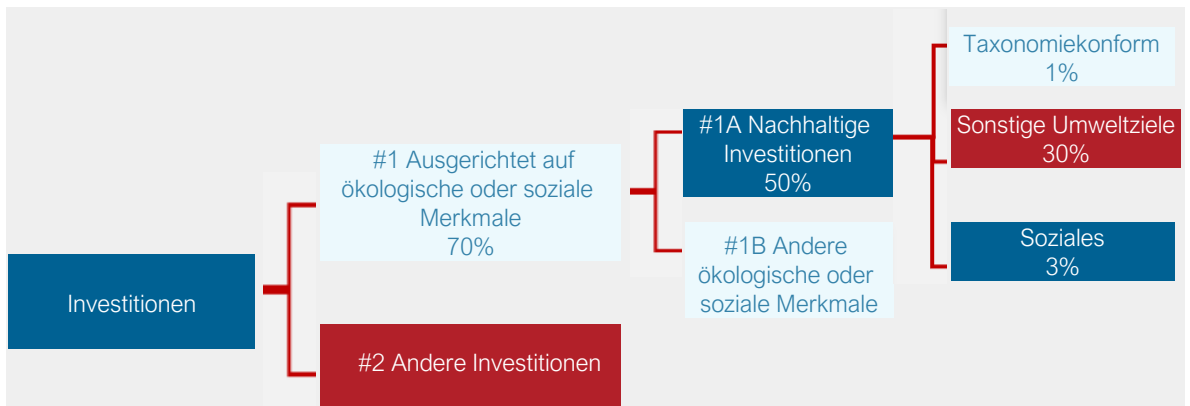 Investitionen
#1 Ausgerichtet auf
ökologische oder soziale
Merkmale
70%
#2 Andere Investitionen
#1A Nachhaltige
Investitionen
50%
#1B Andere
ökologische oder
soziale Merkmale
Taxonomiekonform
1%
Sonstige Umweltziele
30%
Soziales
3%